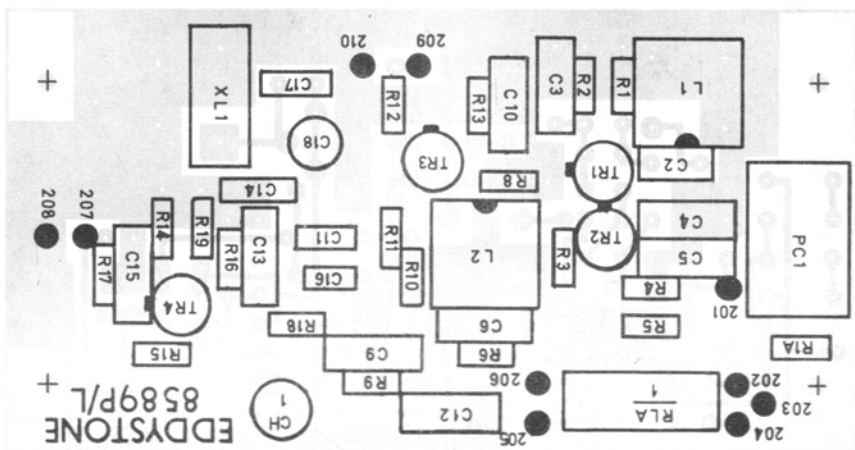 210
209
XL1
C17
C18
R12
R13
C10
C3
R2
R1
L1
C2
TR3
R8
TR1
TR2
C4
C5
R4
R5
R3
PC1
201
R1A
208
207
R14
R17
C15
TR4
R19
R16
C13
C14
C11
C16
R11
R10
L2
R15
R18
C9
R9
C6
R6
206
205
C12
CH
1
RLA
1
202
203
204
EDDYSTONE
8589P/L